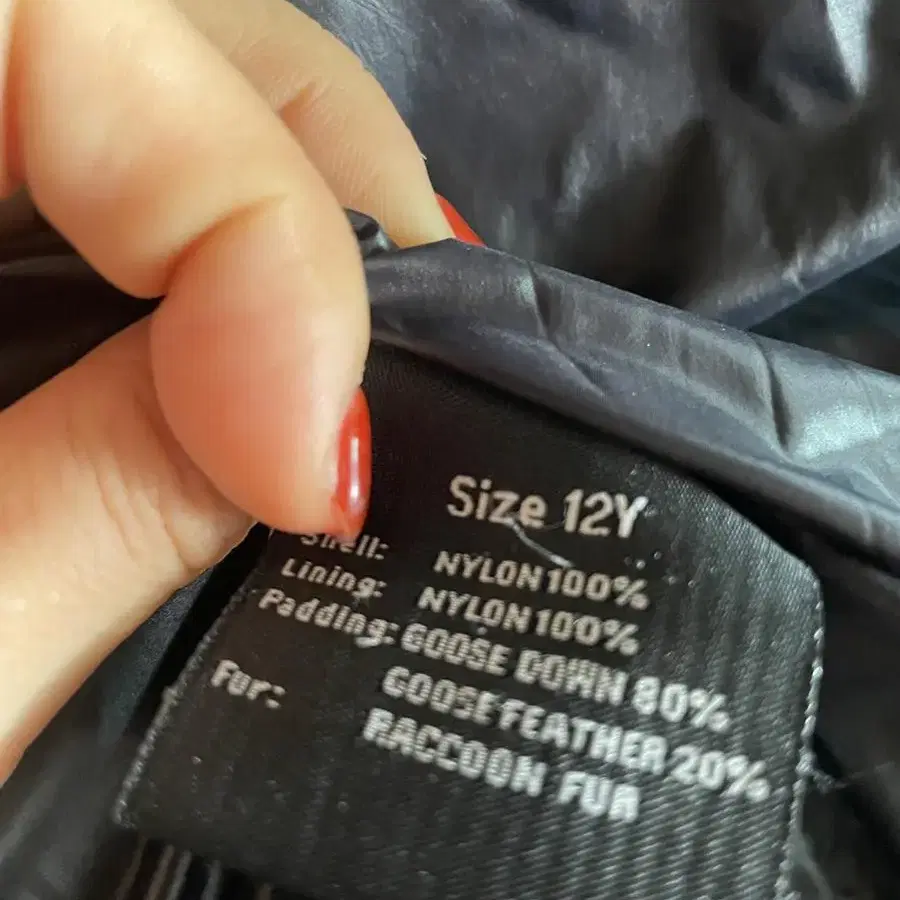 Size 12Y
Shell: NYLON 100%
Lining: NYLON 100%
Padding: GOOSE DOWN 80%
GOOSE FEATHER 20%
Fur: RACCOON FUR